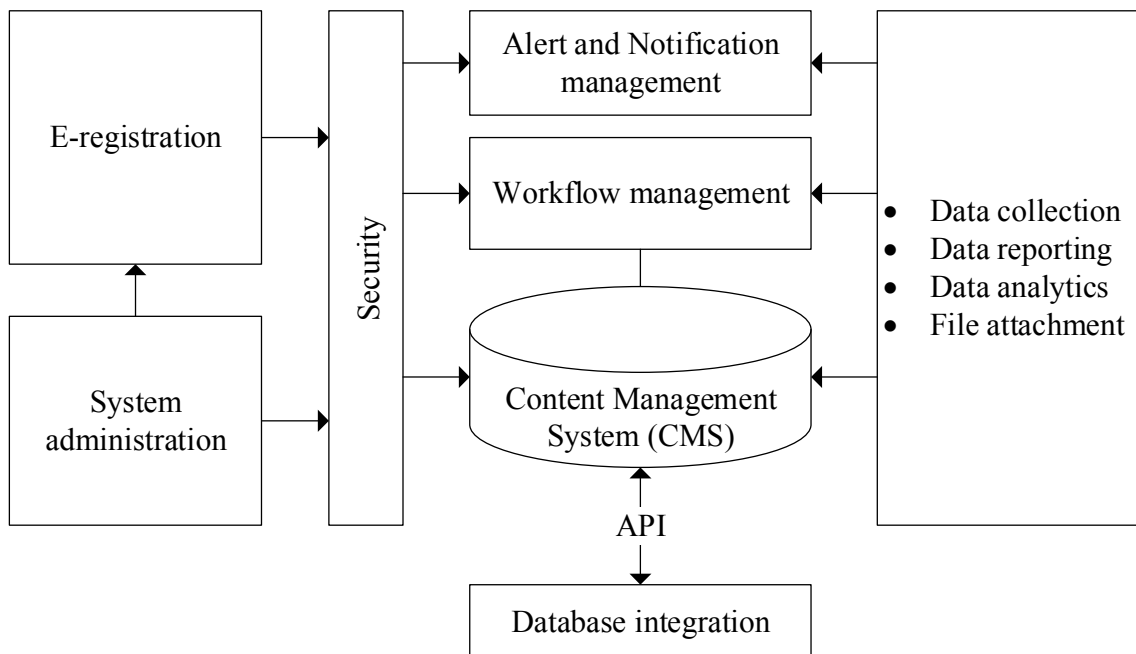 E-registration
System
administration
Security
Alert and Notification
management
Workflow management
Content Management
System (CMS)
API
Database integration
• Data collection
• Data reporting
• Data analytics
• File attachment